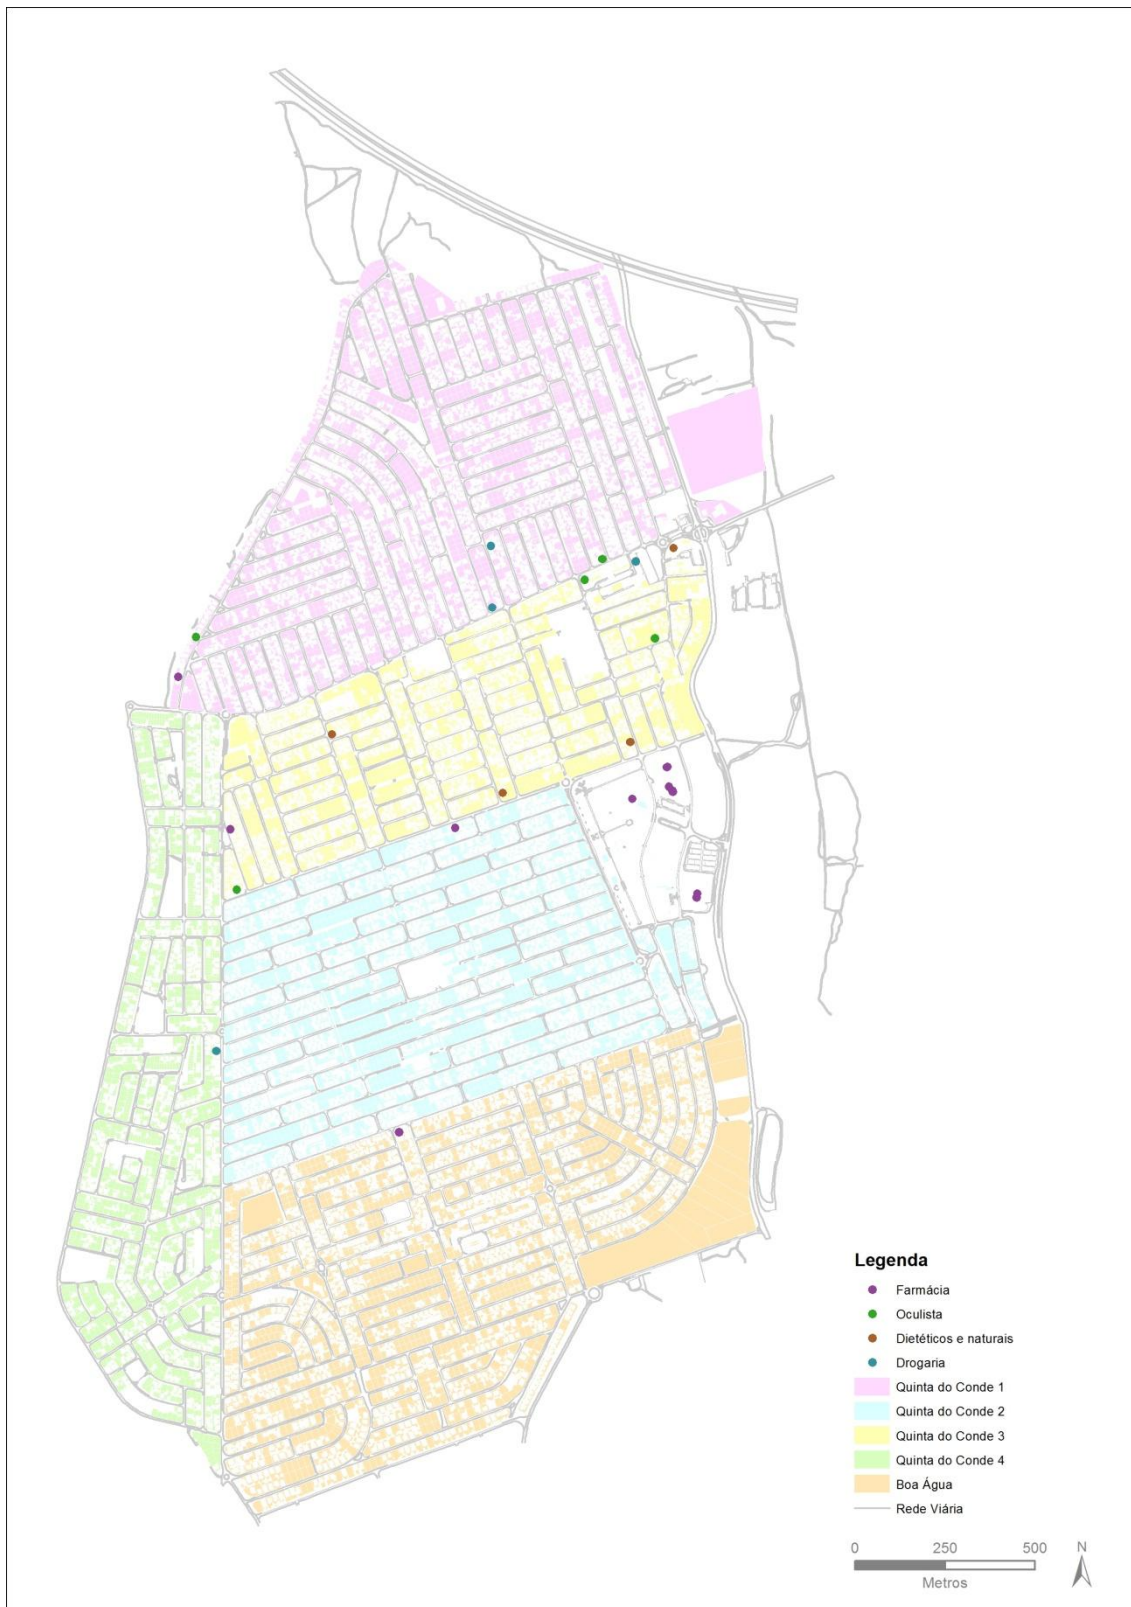 Legenda
Farmácia
Oculista
Dietéticos e naturais
Drogaria
Quinta do Conde 1
Quinta do Conde 2
Quinta do Conde 3
Quinta do Conde 4
Boa Água
Rede Viária
0 250 500 N
Metros